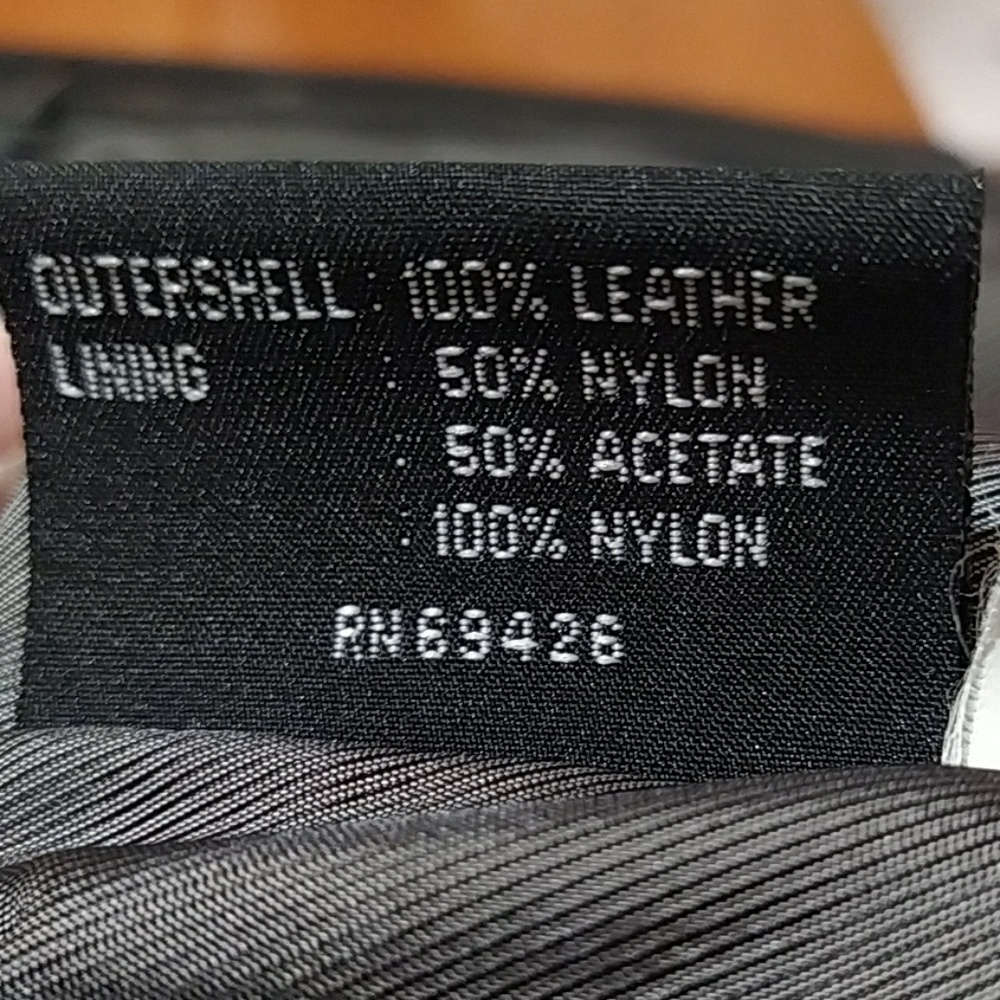 OUTERSHELL : 100% LEATHER
LINING : 50% NYLON
: 50% ACETATE
: 100% NYLON
RN69426